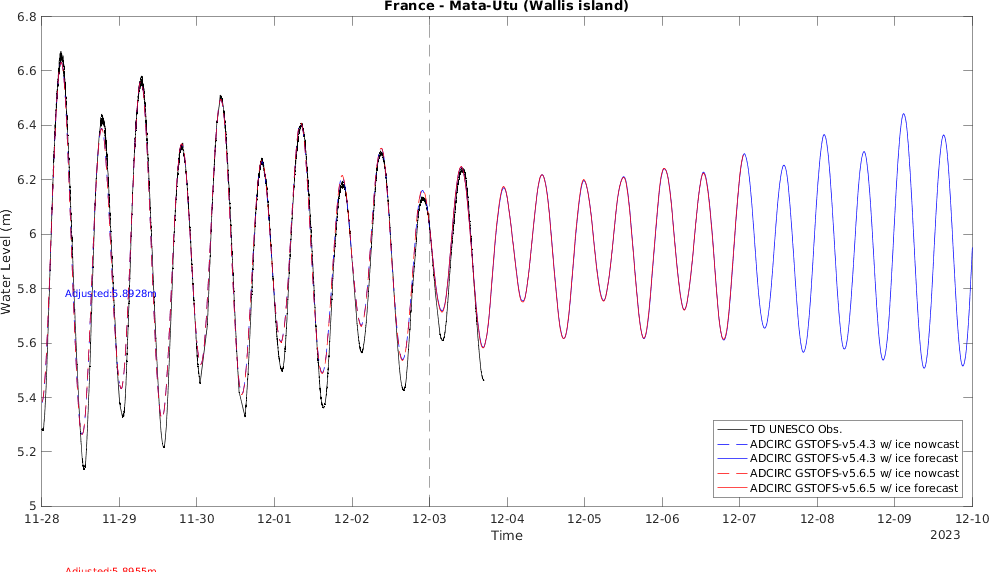 France - Mata-Utu (Wallis island)
6.8
6.6
6.4
6.2
6
5.8
5.6
5.4
5.2
5
Water Level (m)
Adjusted:5.8928m
TD UNESCO Obs.
ADCIRC GSTOFS-v5.4.3 w/ ice nowcast
ADCIRC GSTOFS-v5.4.3 w/ ice forecast
ADCIRC GSTOFS-v5.6.5 w/ ice nowcast
ADCIRC GSTOFS-v5.6.5 w/ ice forecast
11-28 11-29 11-30 12-01 12-02 12-03 12-04 12-05 12-06 12-07 12-08 12-09 12-10
Time
2023
Adjusted:5.8955m